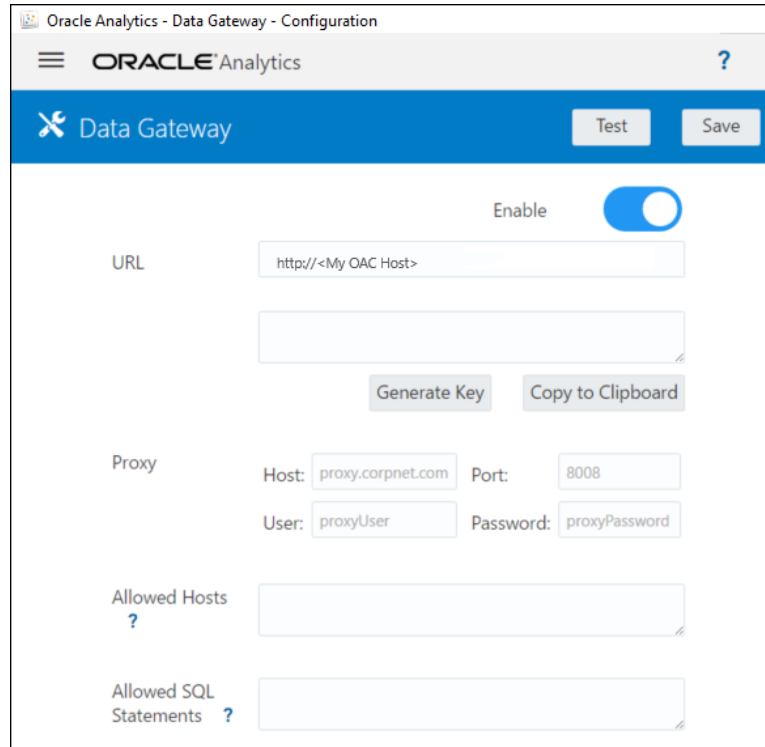 Oracle Analytics - Data Gateway - Configuration
ORACLE Analytics ?
Data Gateway Test Save
Enable
URL http://<My OAC Host>
Generate Key Copy to Clipboard
Proxy Host: proxy.corpnet.com Port: 8008
User: proxyUser Password: proxyPassword
Allowed Hosts
?
Allowed SQL
Statements ?